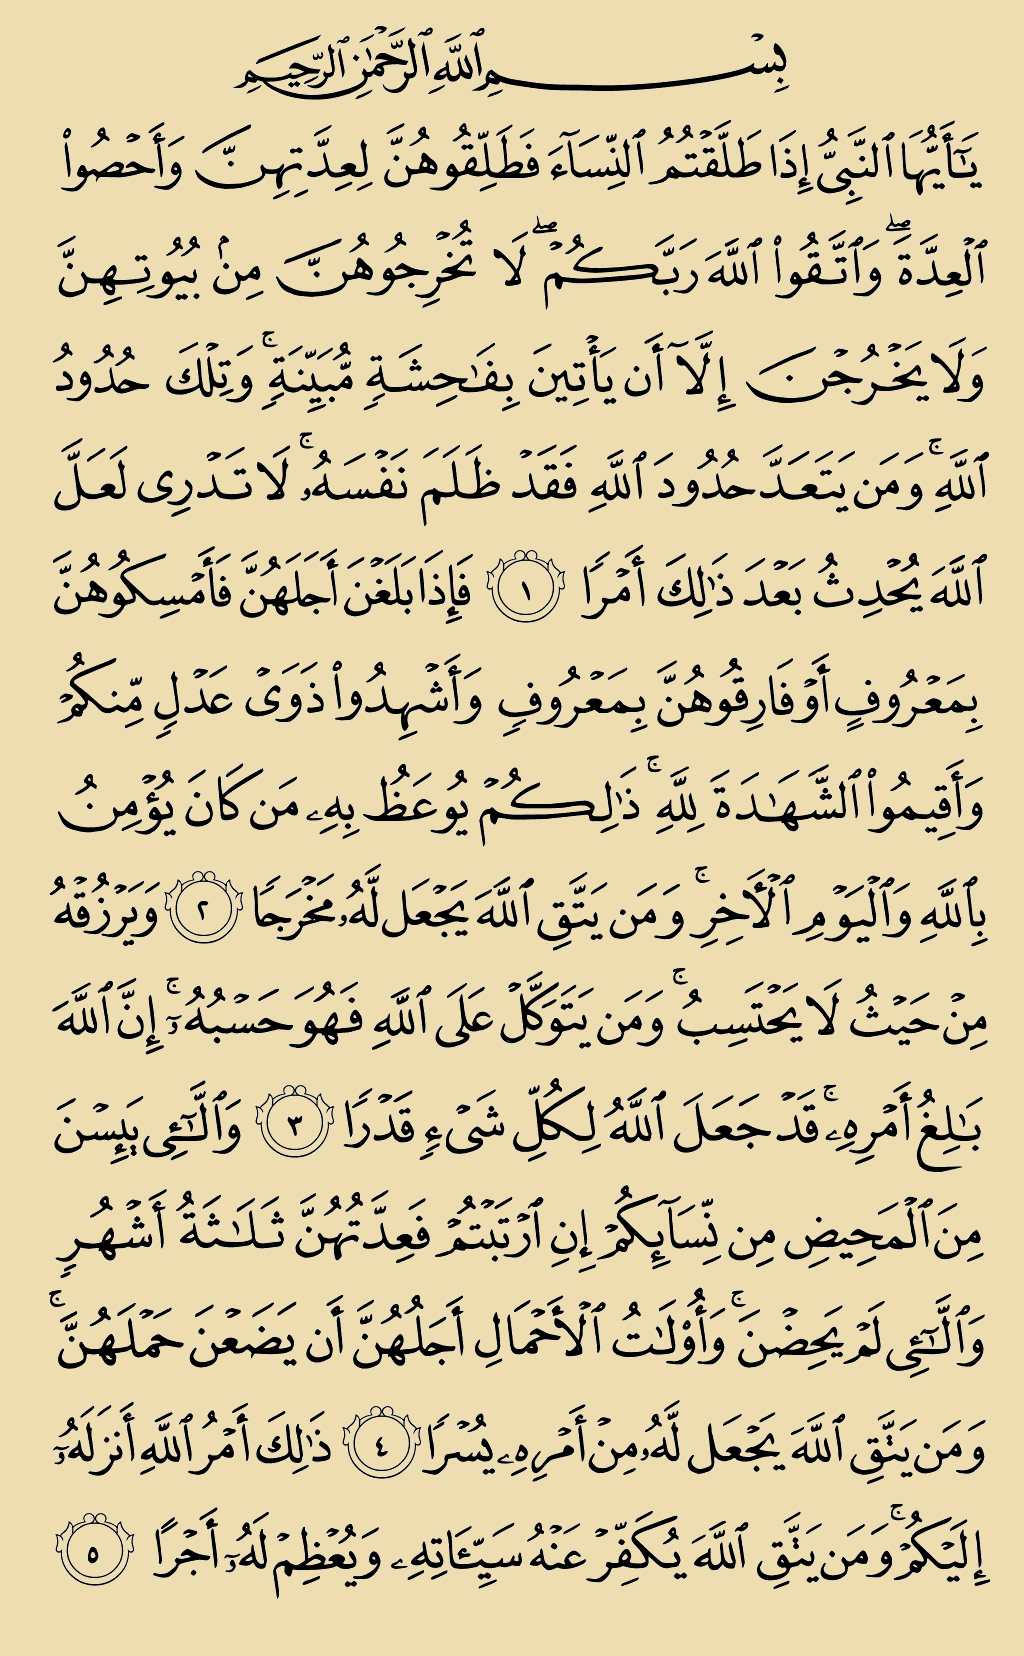 بِسْمِ ٱللَّهِ ٱلرَّحْمَٰنِ ٱلرَّحِيمِ
يَٰٓأَيُّهَا ٱلنَّبِىُّ إِذَا طَلَّقْتُمُ ٱلنِّسَآءَ فَطَلِّقُوهُنَّ لِعِدَّتِهِنَّ وَأَحْصُوا۟
ٱلْعِدَّةَ ۖ وَٱتَّقُوا۟ ٱللَّهَ رَبَّكُمْ ۖ لَا تُخْرِجُوهُنَّ مِنۢ بُيُوتِهِنَّ
وَلَا يَخْرُجْنَ إِلَّآ أَن يَأْتِينَ بِفَٰحِشَةٍ مُّبَيِّنَةٍ ۚ وَتِلْكَ حُدُودُ
ٱللَّهِ ۚ وَمَن يَتَعَدَّ حُدُودَ ٱللَّهِ فَقَدْ ظَلَمَ نَفْسَهُۥ ۚ لَا تَدْرِى لَعَلَّ
ٱللَّهَ يُحْدِثُ بَعْدَ ذَٰلِكَ أَمْرًا ١ فَإِذَا بَلَغْنَ أَجَلَهُنَّ فَأَمْسِكُوهُنَّ
بِمَعْرُوفٍ أَوْ فَارِقُوهُنَّ بِمَعْرُوفٍ وَأَشْهِدُوا۟ ذَوَىْ عَدْلٍ مِّنكُمْ
وَأَقِيمُوا۟ ٱلشَّهَٰدَةَ لِلَّهِ ۚ ذَٰلِكُمْ يُوعَظُ بِهِۦ مَن كَانَ يُؤْمِنُ
بِٱللَّهِ وَٱلْيَوْمِ ٱلْـَٔاخِرِ ۚ وَمَن يَتَّقِ ٱللَّهَ يَجْعَل لَّهُۥ مَخْرَجًا ٢ وَيَرْزُقْهُ
مِنْ حَيْثُ لَا يَحْتَسِبُ ۚ وَمَن يَتَوَكَّلْ عَلَى ٱللَّهِ فَهُوَ حَسْبُهُۥٓ ۚ إِنَّ ٱللَّهَ
بَٰلِغُ أَمْرِهِۦ ۚ قَدْ جَعَلَ ٱللَّهُ لِكُلِّ شَىْءٍ قَدْرًا ٣ وَٱلَّٰٓـِٔى يَئِسْنَ
مِنَ ٱلْمَحِيضِ مِن نِّسَآئِكُمْ إِنِ ٱرْتَبْتُمْ فَعِدَّتُهُنَّ ثَلَٰثَةُ أَشْهُرٍ
وَٱلَّٰٓـِٔى لَمْ يَحِضْنَ ۚ وَأُو۟لَٰتُ ٱلْأَحْمَالِ أَجَلُهُنَّ أَن يَضَعْنَ حَمْلَهُنَّ ۚ
وَمَن يَتَّقِ ٱللَّهَ يَجْعَل لَّهُۥ مِنْ أَمْرِهِۦ يُسْرًا ٤ ذَٰلِكَ أَمْرُ ٱللَّهِ أَنزَلَهُۥٓ
إِلَيْكُمْ ۚ وَمَن يَتَّقِ ٱللَّهَ يُكَفِّرْ عَنْهُ سَيِّـَٔاتِهِۦ وَيُعْظِمْ لَهُۥٓ أَجْرًا ٥